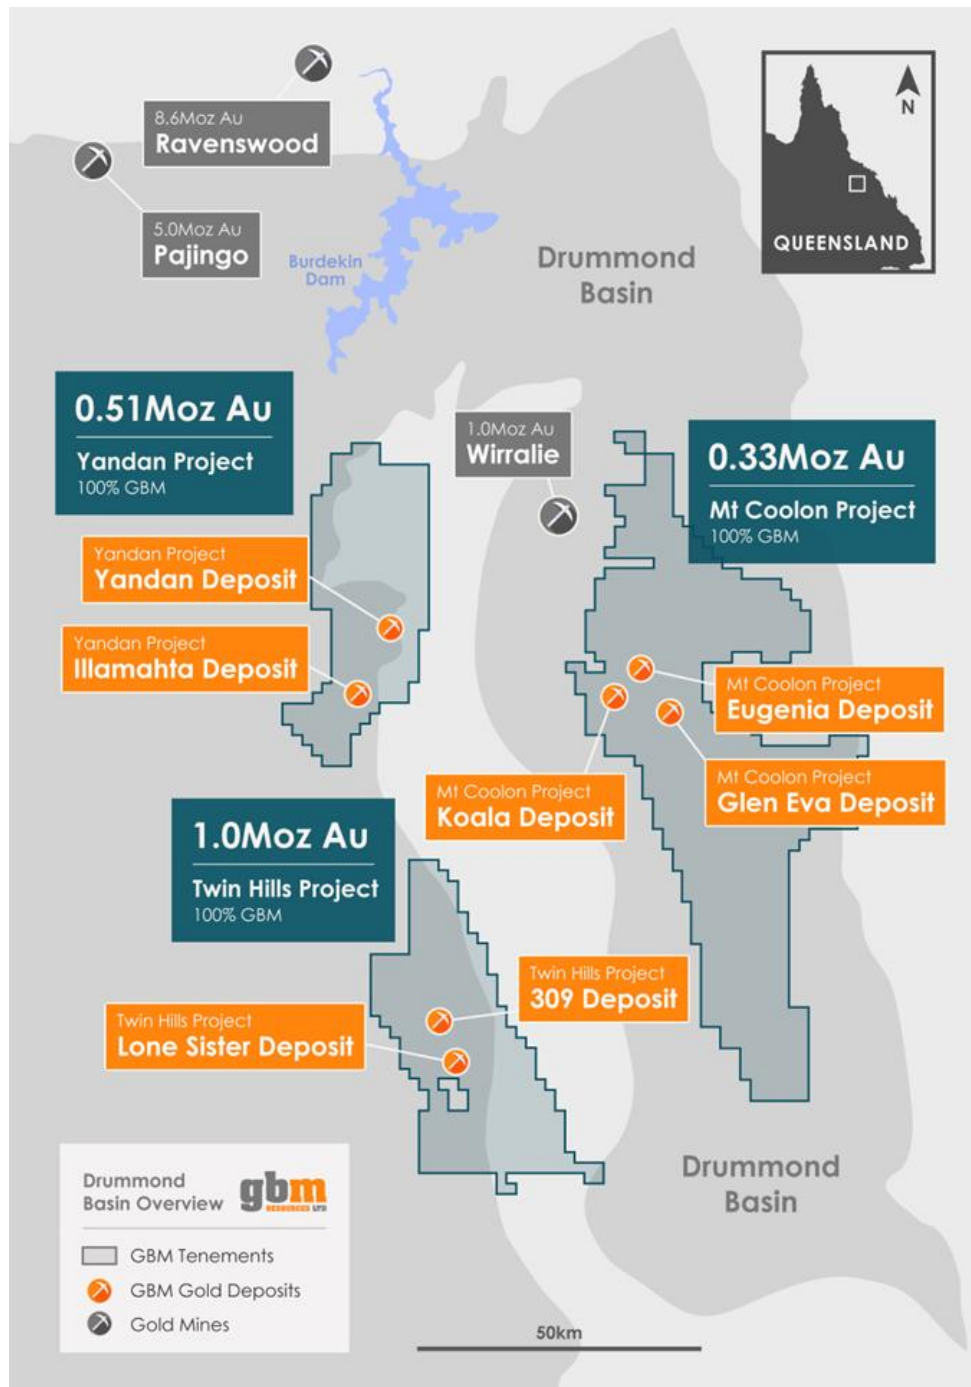 8.6Moz Au
Ravenswood
5.0Moz Au
Pajingo
Burdekin
Dam
Drummond
Basin
N
QUEENSLAND
0.51Moz Au
Yandan Project
100% GBM
1.0Moz Au
Wirralie
0.33Moz Au
Mt Coolon Project
100% GBM
Yandan Project
Yandan Deposit
Yandan Project
Illamahta Deposit
Mt Coolon Project
Eugenia Deposit
Mt Coolon Project
Koala Deposit
Mt Coolon Project
Glen Eva Deposit
1.0Moz Au
Twin Hills Project
100% GBM
Twin Hills Project
309 Deposit
Twin Hills Project
Lone Sister Deposit
Drummond
Basin
Drummond
Basin Overview
gbm
RESOURCES LTD
GBM Tenements
GBM Gold Deposits
Gold Mines
50km